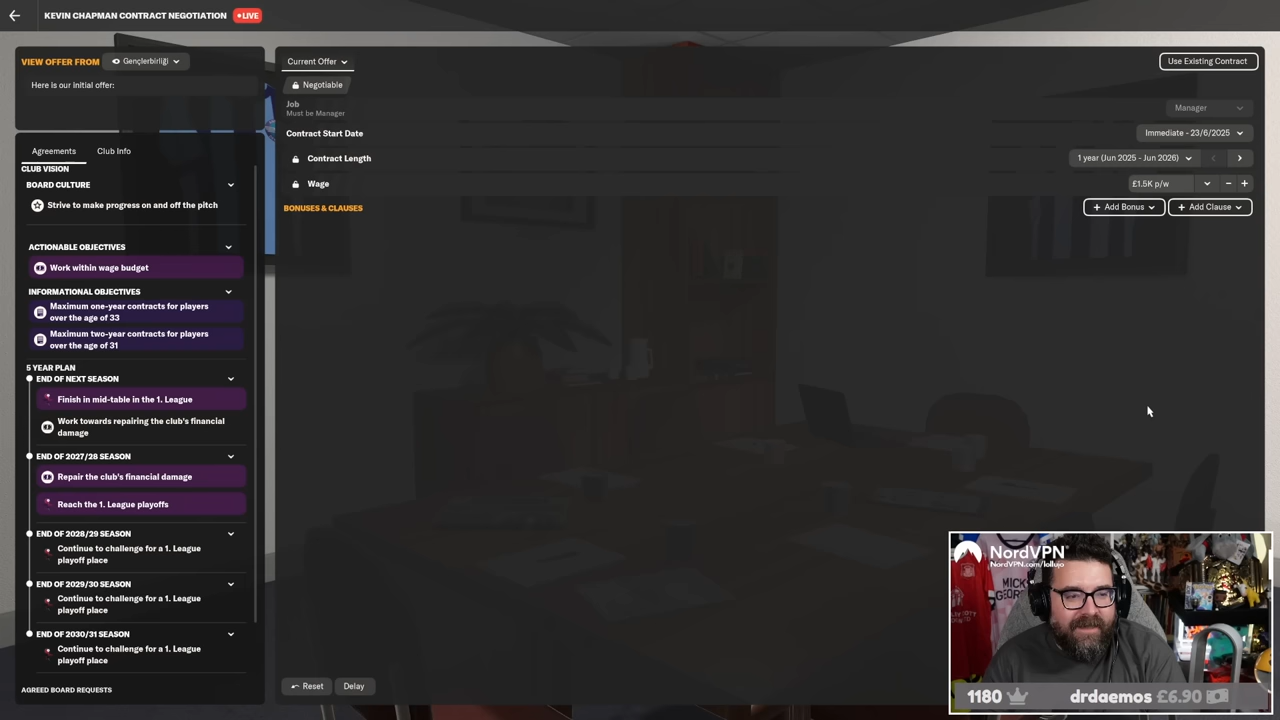 KEVIN CHAPMAN CONTRACT NEGOTIATION
LIVE
VIEW OFFER FROM
Gençlerbirliği
Here is our initial offer:
Agreements
Club Info
CLUB VISION
BOARD CULTURE
Strive to make progress on and off the pitch
ACTIONABLE OBJECTIVES
Work within wage budget
INFORMATIONAL OBJECTIVES
Maximum one-year contracts for players
over the age of 33
Maximum two-year contracts for players
over the age of 31
5 YEAR PLAN
END OF NEXT SEASON
Finish in mid-table in the 1. League
Work towards repairing the club's financial
damage
END OF 2027/28 SEASON
Repair the club's financial damage
Reach the 1. League playoffs
END OF 2028/29 SEASON
Continue to challenge for a 1. League
playoff place
END OF 2029/30 SEASON
Continue to challenge for a 1. League
playoff place
END OF 2030/31 SEASON
Continue to challenge for a 1. League
playoff place
AGREED BOARD REQUESTS
Current Offer
Use Existing Contract
Negotiable
Job
Must be Manager
Manager
Contract Start Date
Immediate - 23/6/2025
Contract Length
1 year (Jun 2025 - Jun 2026)
Wage
£1.5K p/w
BONUSES & CLAUSES
+ Add Bonus
+ Add Clause
Reset
Delay
NordVPN
NordVPN.com/lollujo
1180
drdaemos £6.90